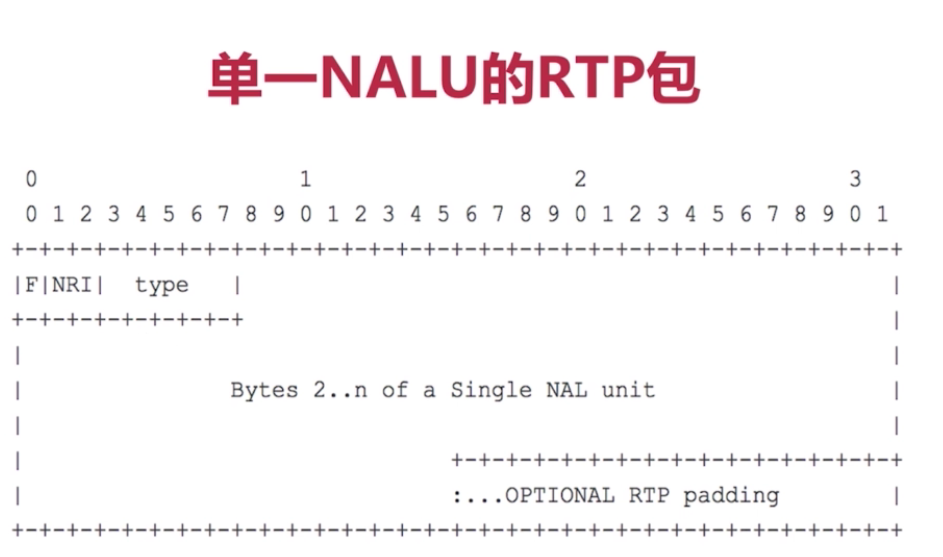 单一NALU的RTP包
0 1 2 3
0 1 2 3 4 5 6 7 8 9 0 1 2 3 4 5 6 7 8 9 0 1 2 3 4 5 6 7 8 9 0 1
+-+-+-+-+-+-+-+-+-+-+-+-+-+-+-+-+-+-+-+-+-+-+-+-+-+-+-+-+-+-+-+-+
|F|NRI| type | |
+-+-+-+-+-+-+-+-+ |
| |
| Bytes 2..n of a Single NAL unit |
| |
| +-+-+-+-+-+-+-+-+-+-+-+-+-+-+-+-+
| :...OPTIONAL RTP padding |
+-+-+-+-+-+-+-+-+-+-+-+-+-+-+-+-+-+-+-+-+-+-+-+-+-+-+-+-+-+-+-+-+